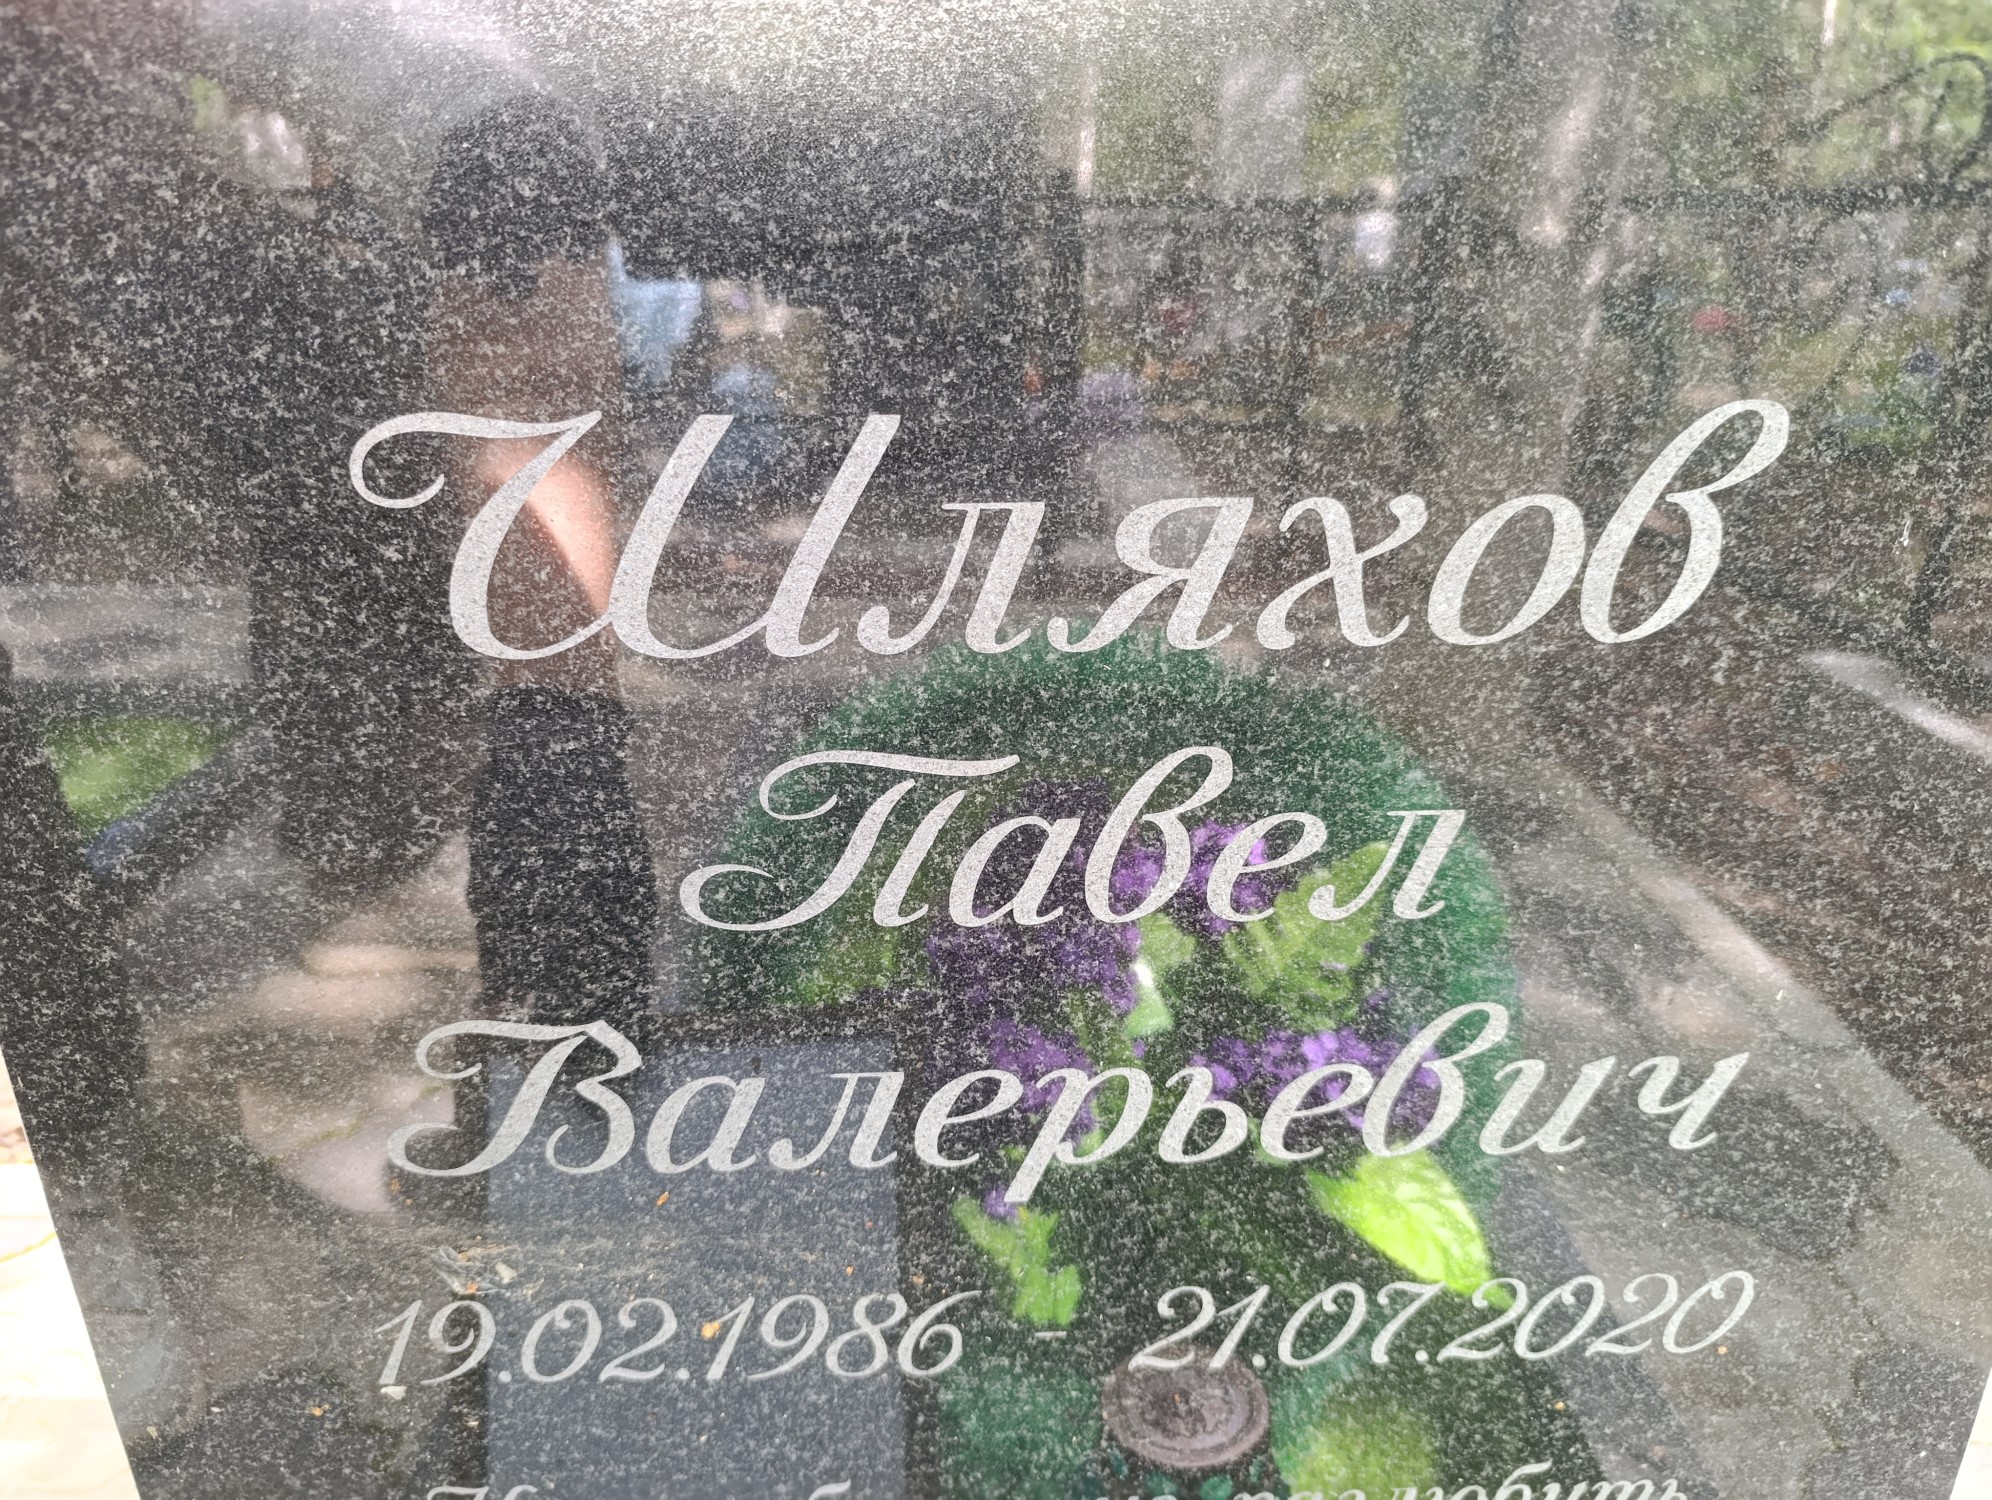 Шляхов
Павел
Валерьевич
19.02.1986 - 21.07.2020